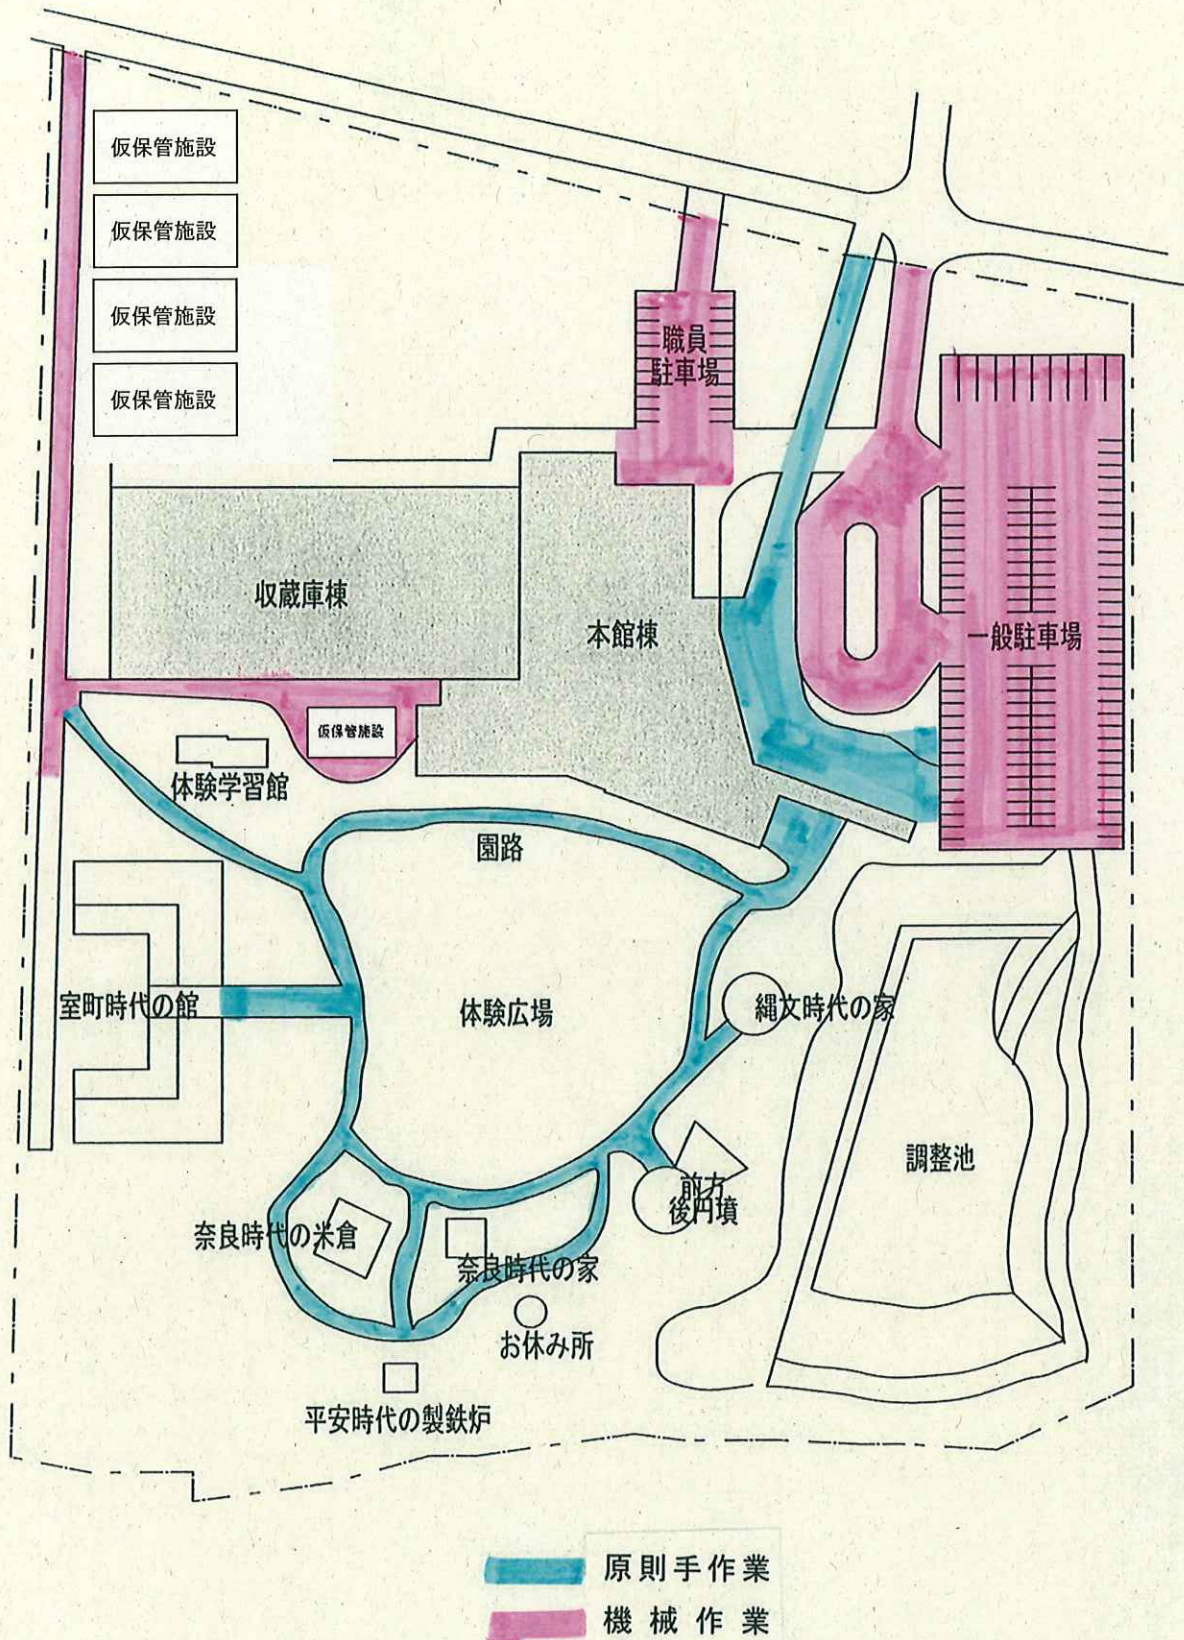 仮保管施設
仮保管施設
仮保管施設
仮保管施設
職員
駐車場
収蔵庫棟
本館棟
一般駐車場
仮保管施設
体験学習館
園路
室町時代の館
体験広場
縄文時代の家
調整池
前方
後円墳
奈良時代の米倉
奈良時代の家
お休み所
平安時代の製鉄炉
原則手作業
機械作業